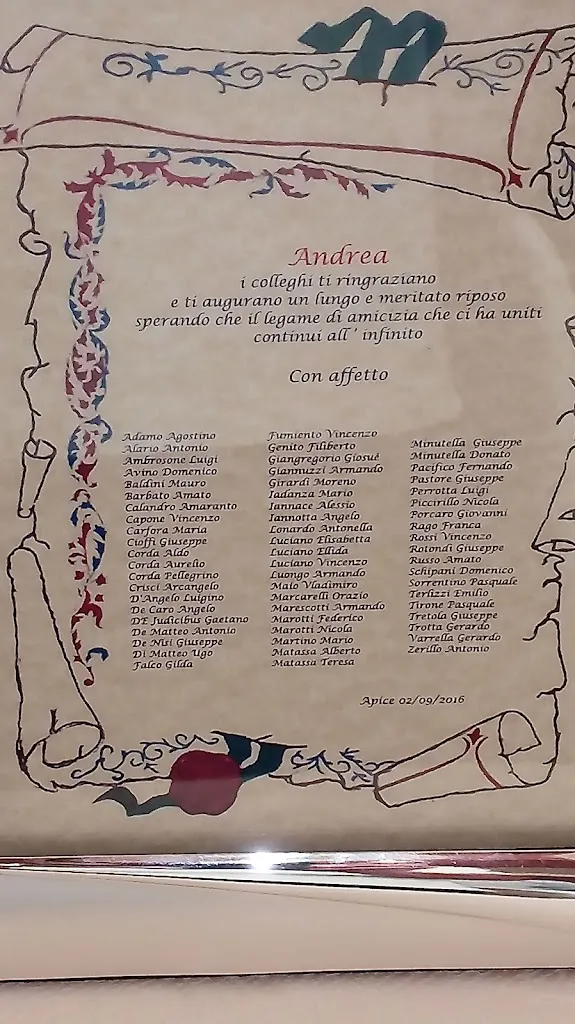 Andrea
i colleghi ti ringraziano
e ti augurano un lungo e meritato riposo
sperando che il legame di amicizia che ci ha uniti
continui all ' infinito
Con affetto
Adamo Agostino
Alario Antonio
Ambrosone Luigi
Avino Domenico
Baldini Mauro
Barbato Amato
Calandro Amaranto
Capone Vincenzo
Carfora Maria
Cioffi Giuseppe
Corda Aldo
Corda Aurelio
Corda Pellegrino
Crisci Arcangelo
D'Angelo Luigino
De Caro Angelo
DE Judicibus Gaetano
De Matteo Antonio
De Nisi Giuseppe
Di Matteo Ugo
Falco Gilda
Fumiento Vincenzo
Genito Filiberto
Giangregorio Giosuè
Giannuzzi Armando
Girardi Moreno
Iadanza Mario
Iannace Alessio
Iannotta Angelo
Lonardo Antonella
Luciano Elisabetta
Luciano Ellida
Luciano Vincenzo
Luongo Armando
Maio Vladimiro
Marcarelli Orazio
Marescotti Armando
Marotti Federico
Marotti Nicola
Martino Mario
Matassa Alberto
Matassa Teresa
Minutella Giuseppe
Minutella Donato
Pacifico Fernando
Pastore Giuseppe
Perrotta Luigi
Piccirillo Nicola
Porcaro Giovanni
Rago Franca
Rossi Vincenzo
Rotondi Giuseppe
Russo Amato
Schipani Domenico
Sorrentino Pasquale
Terlizzi Emilio
Tirone Pasquale
Tretola Giuseppe
Trotta Gerardo
Varrella Gerardo
Zerillo Antonio
Apice 02/09/2016